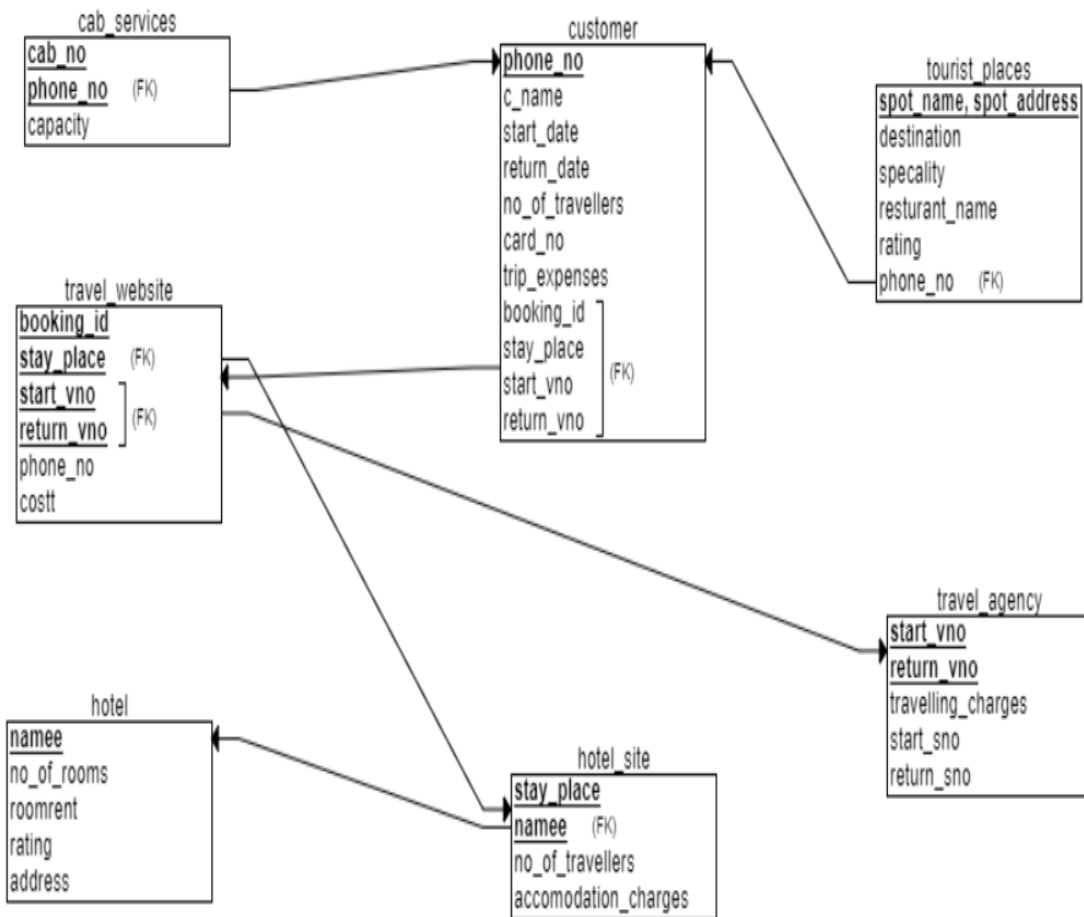 cab_services
cab_no
phone_no (FK)
capacity
customer
phone_no
c_name
start_date
return_date
no_of_travellers
card_no
trip_expenses
booking_id
stay_place
start_vno
return_vno
(FK)
tourist_places
spot_name, spot_address
destination
specality
resturant_name
rating
phone_no (FK)
travel_website
booking_id
stay_place (FK)
start_vno
return_vno
(FK)
phone_no
costt
travel_agency
start_vno
return_vno
travelling_charges
start_sno
return_sno
hotel
namee
no_of_rooms
roomrent
rating
address
hotel_site
stay_place
namee (FK)
no_of_travellers
accomodation_charges